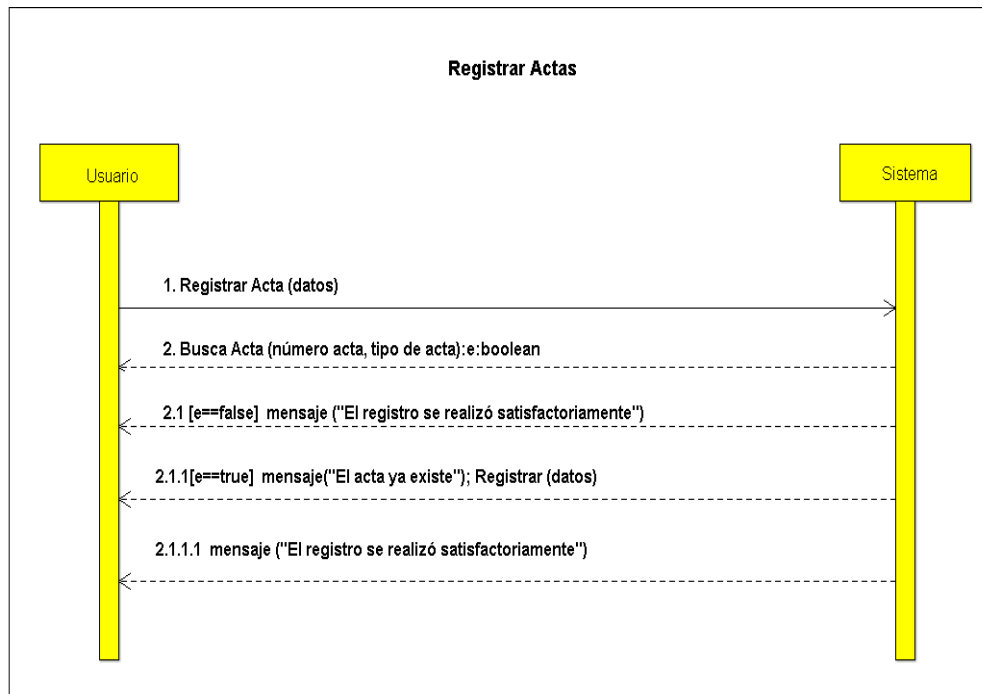 Registrar Actas
Usuario
Sistema
1. Registrar Acta (datos)
2. Busca Acta (número acta, tipo de acta):e:boolean
2.1 [e==false]  mensaje ("El registro se realizó satisfactoriamente")
2.1.1[e==true]  mensaje("El acta ya existe"); Registrar (datos)
2.1.1.1  mensaje ("El registro se realizó satisfactoriamente")